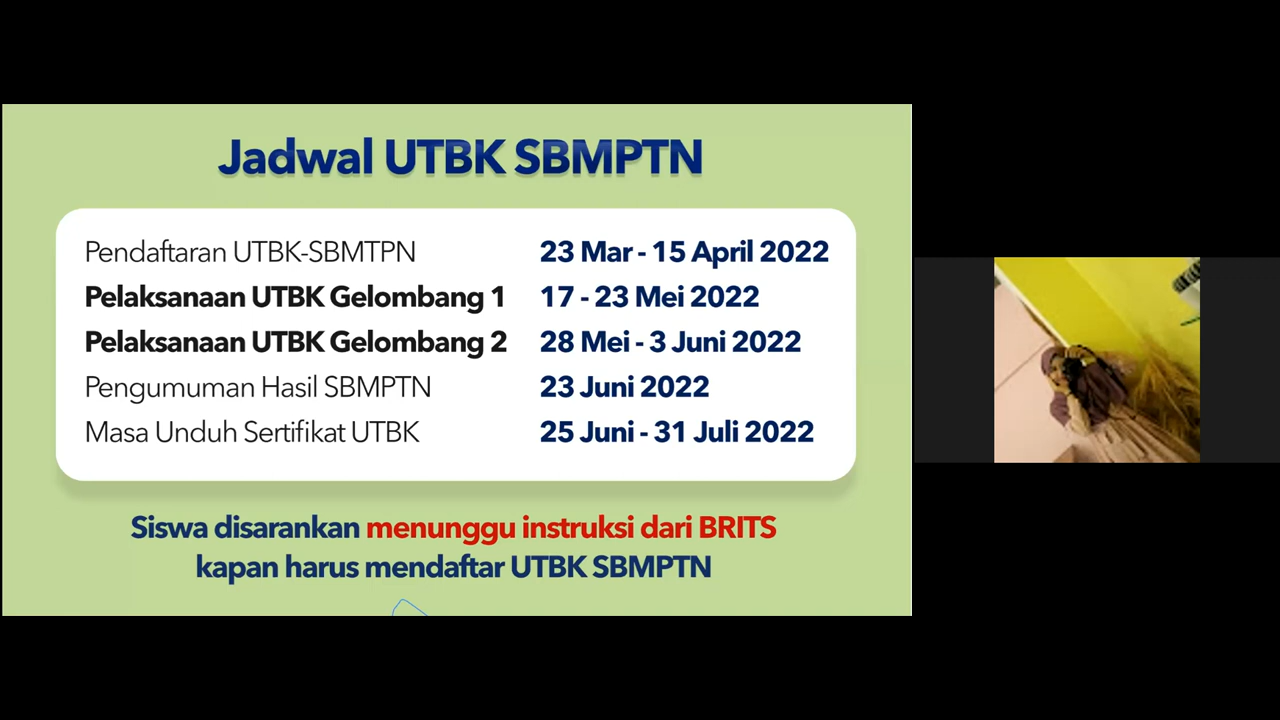 Jadwal UTBK SBMPTN
Pendaftaran UTBK-SBMTPN 23 Mar - 15 April 2022
Pelaksanaan UTBK Gelombang 1 17 - 23 Mei 2022
Pelaksanaan UTBK Gelombang 2 28 Mei - 3 Juni 2022
Pengumuman Hasil SBMPTN 23 Juni 2022
Masa Unduh Sertifikat UTBK 25 Juni - 31 Juli 2022
Siswa disarankan menunggu instruksi dari BRITS
kapan harus mendaftar UTBK SBMPTN